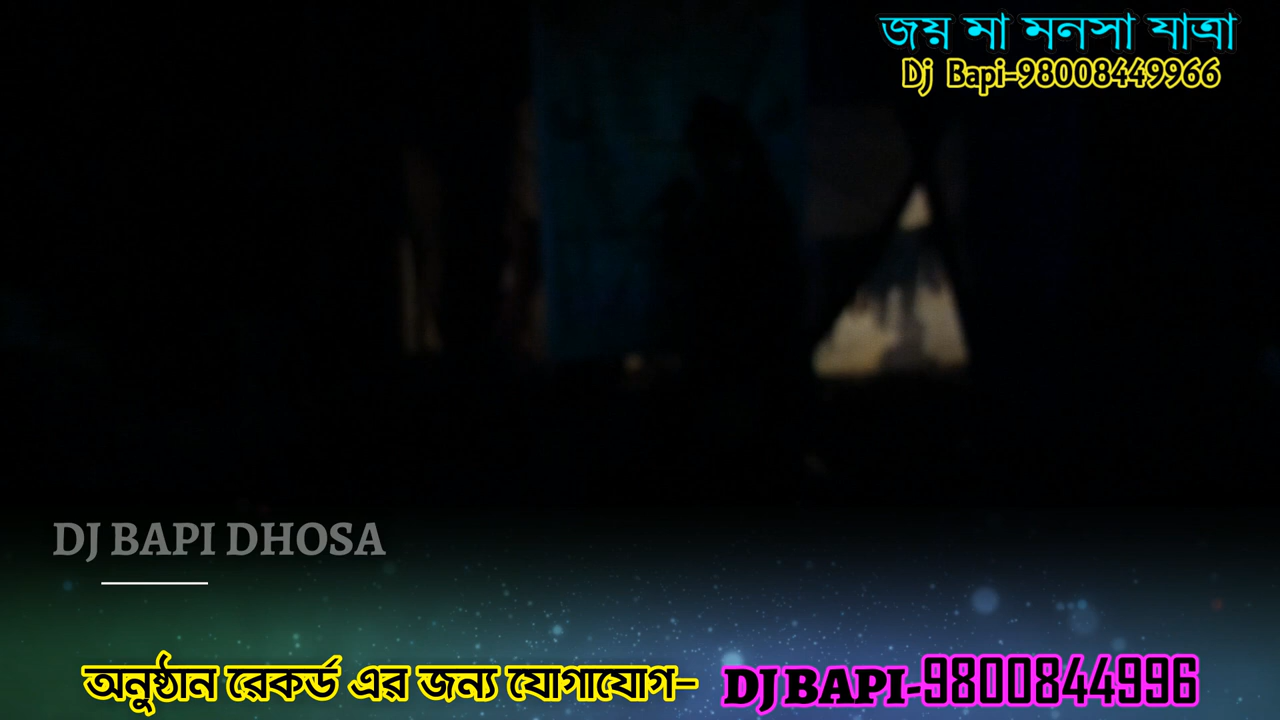 জয় মা মনসা যাত্রা
Dj Bapi-98008449966
DJ BAPI DHOSA
অনুষ্ঠান রেকর্ড এর জন্য যোগাযোগ- DJ BAPI-9800844996